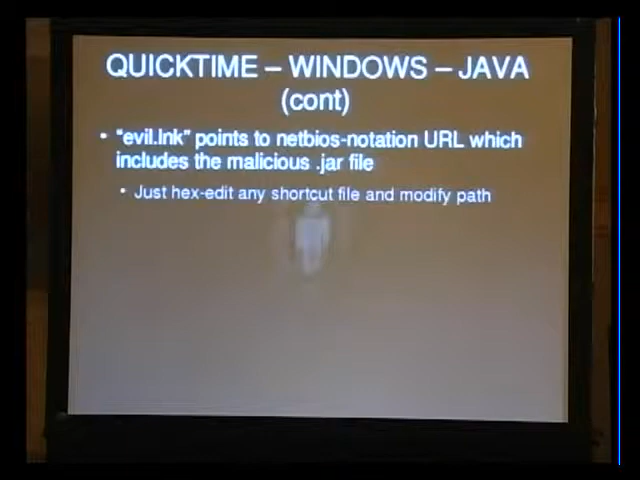 QUICKTIME – WINDOWS – JAVA
(cont)
• "evil.lnk" points to netbios-notation URL which
includes the malicious .jar file
• Just hex-edit any shortcut file and modify path